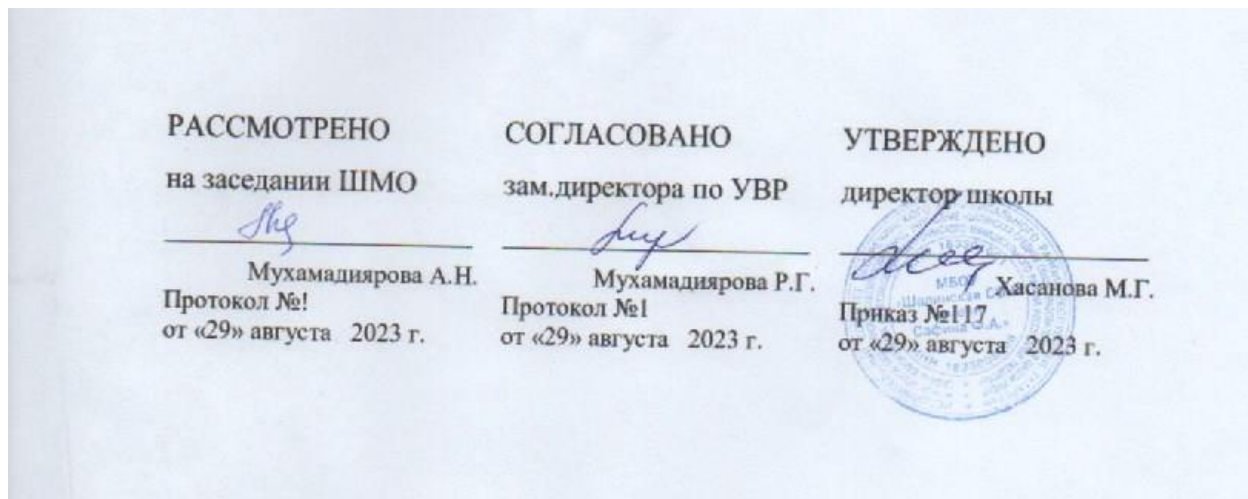 РАССМОТРЕНО
на заседании ШМО
Мухамадиярова А.Н.
Протокол №!
от «29» августа 2023 г.
СОГЛАСОВАНО
зам.директора по УВР
Мухамадиярова Р.Г.
Протокол №1
от «29» августа 2023 г.
УТВЕРЖДЕНО
директор школы
Хасанова М.Г.
Приказ №117
от «29» августа 2023 г.
МБОУ